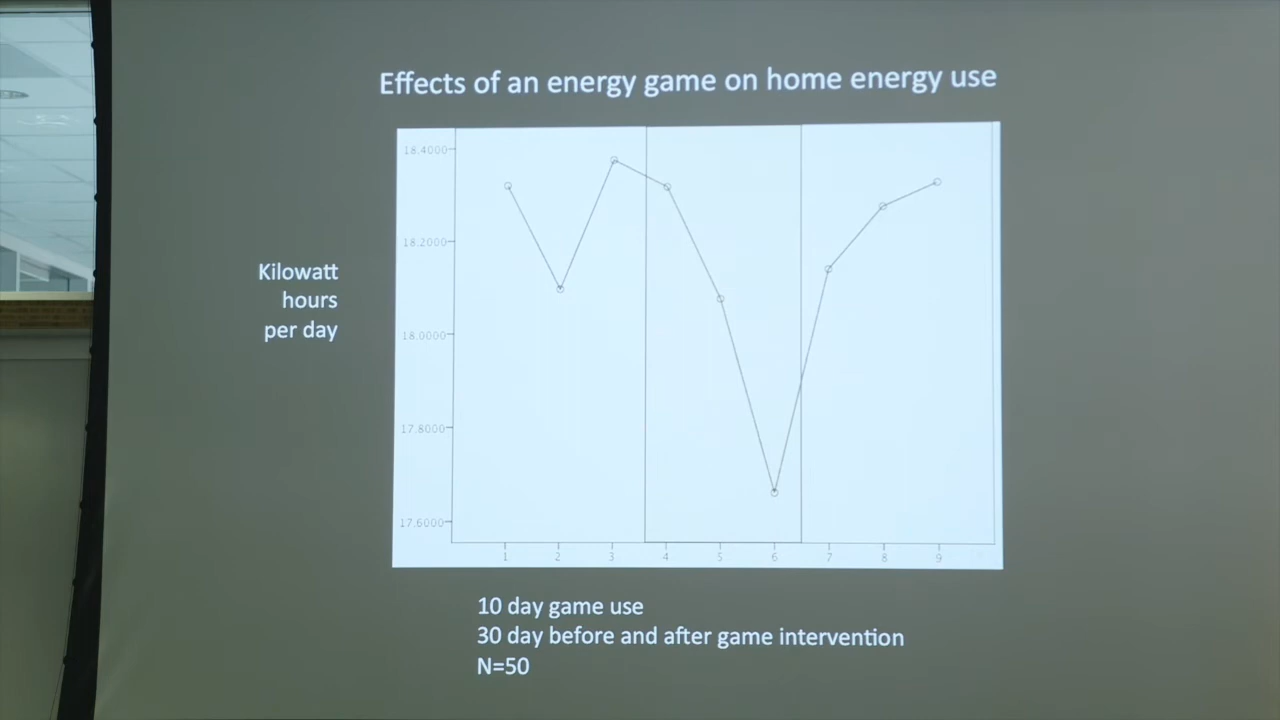 Effects of an energy game on home energy use
18.4000
18.2000
18.0000
17.8000
17.6000
Kilowatt
hours
per day
1 2 3 4 5 6 7 8 9
10 day game use
30 day before and after game intervention
N=50